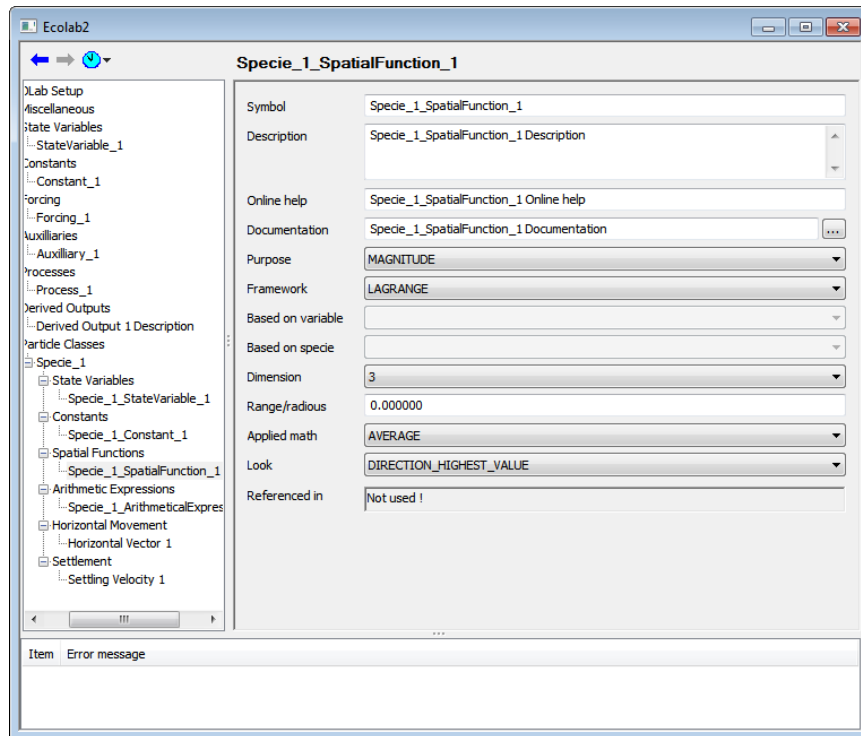 Ecolab2
Specie_1_SpatialFunction_1
OLab Setup
Miscellaneous
State Variables
StateVariable_1
Constants
Constant_1
Forcing
Forcing_1
Auxilliaries
Auxilliary_1
Processes
Process_1
Derived Outputs
Derived Output 1 Description
Particle Classes
Specie_1
State Variables
Specie_1_StateVariable_1
Constants
Specie_1_Constant_1
Spatial Functions
Specie_1_SpatialFunction_1
Arithmetic Expressions
Specie_1_ArithmeticalExpres
Horizontal Movement
Horizontal Vector 1
Settlement
Settling Velocity 1
Symbol Specie_1_SpatialFunction_1
Description Specie_1_SpatialFunction_1 Description
Online help Specie_1_SpatialFunction_1 Online help
Documentation Specie_1_SpatialFunction_1 Documentation ...
Purpose MAGNITUDE
Framework LAGRANGE
Based on variable
Based on specie
Dimension 3
Range/radious 0.000000
Applied math AVERAGE
Look DIRECTION_HIGHEST_VALUE
Referenced in Not used !
Item Error message